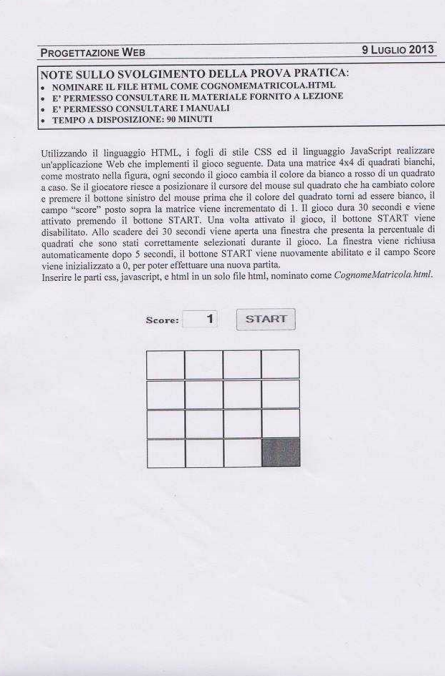 PROGETTAZIONE WEB 9 LUGLIO 2013
NOTE SULLO SVOLGIMENTO DELLA PROVA PRATICA:
• NOMINARE IL FILE HTML COME COGNOMEMATRICOLA.HTML
• E' PERMESSO CONSULTARE IL MATERIALE FORNITO A LEZIONE
• E' PERMESSO CONSULTARE I MANUALI
• TEMPO A DISPOSIZIONE: 90 MINUTI
Utilizzando il linguaggio HTML, i fogli di stile CSS ed il linguaggio JavaScript realizzare
un'applicazione Web che implementi il gioco seguente. Data una matrice 4x4 di quadrati bianchi,
come mostrato nella figura, ogni secondo il gioco cambia il colore da bianco a rosso di un quadrato
a caso. Se il giocatore riesce a posizionare il cursore del mouse sul quadrato che ha cambiato colore
e premere il bottone sinistro del mouse prima che il colore del quadrato torni ad essere bianco, il
campo “score” posto sopra la matrice viene incrementato di 1. Il gioco dura 30 secondi e viene
attivato premendo il bottone START. Una volta attivato il gioco, il bottone START viene
disabilitato. Allo scadere dei 30 secondi viene aperta una finestra che presenta la percentuale di
quadrati che sono stati correttamente selezionati durante il gioco. La finestra viene richiusa
automaticamente dopo 5 secondi, il bottone START viene nuovamente abilitato e il campo Score
viene inizializzato a 0, per poter effettuare una nuova partita.
Inserire le parti css, javascript, e html in un solo file html, nominato come CognomeMatricola.html.
Score: 1 START